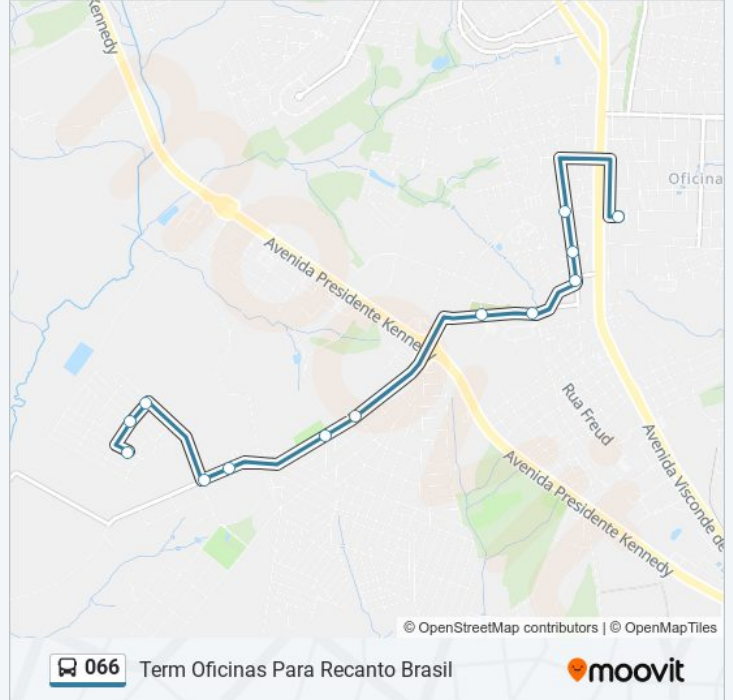 Kennedy
Oficina
Avenida Presidente Kennedy
Rua Freud
Avenida Visconde de
Avenida Presidente Kennedy
© OpenStreetMap contributors | © OpenMapTiles
066 Term Oficinas Para Recanto Brasil
moovit